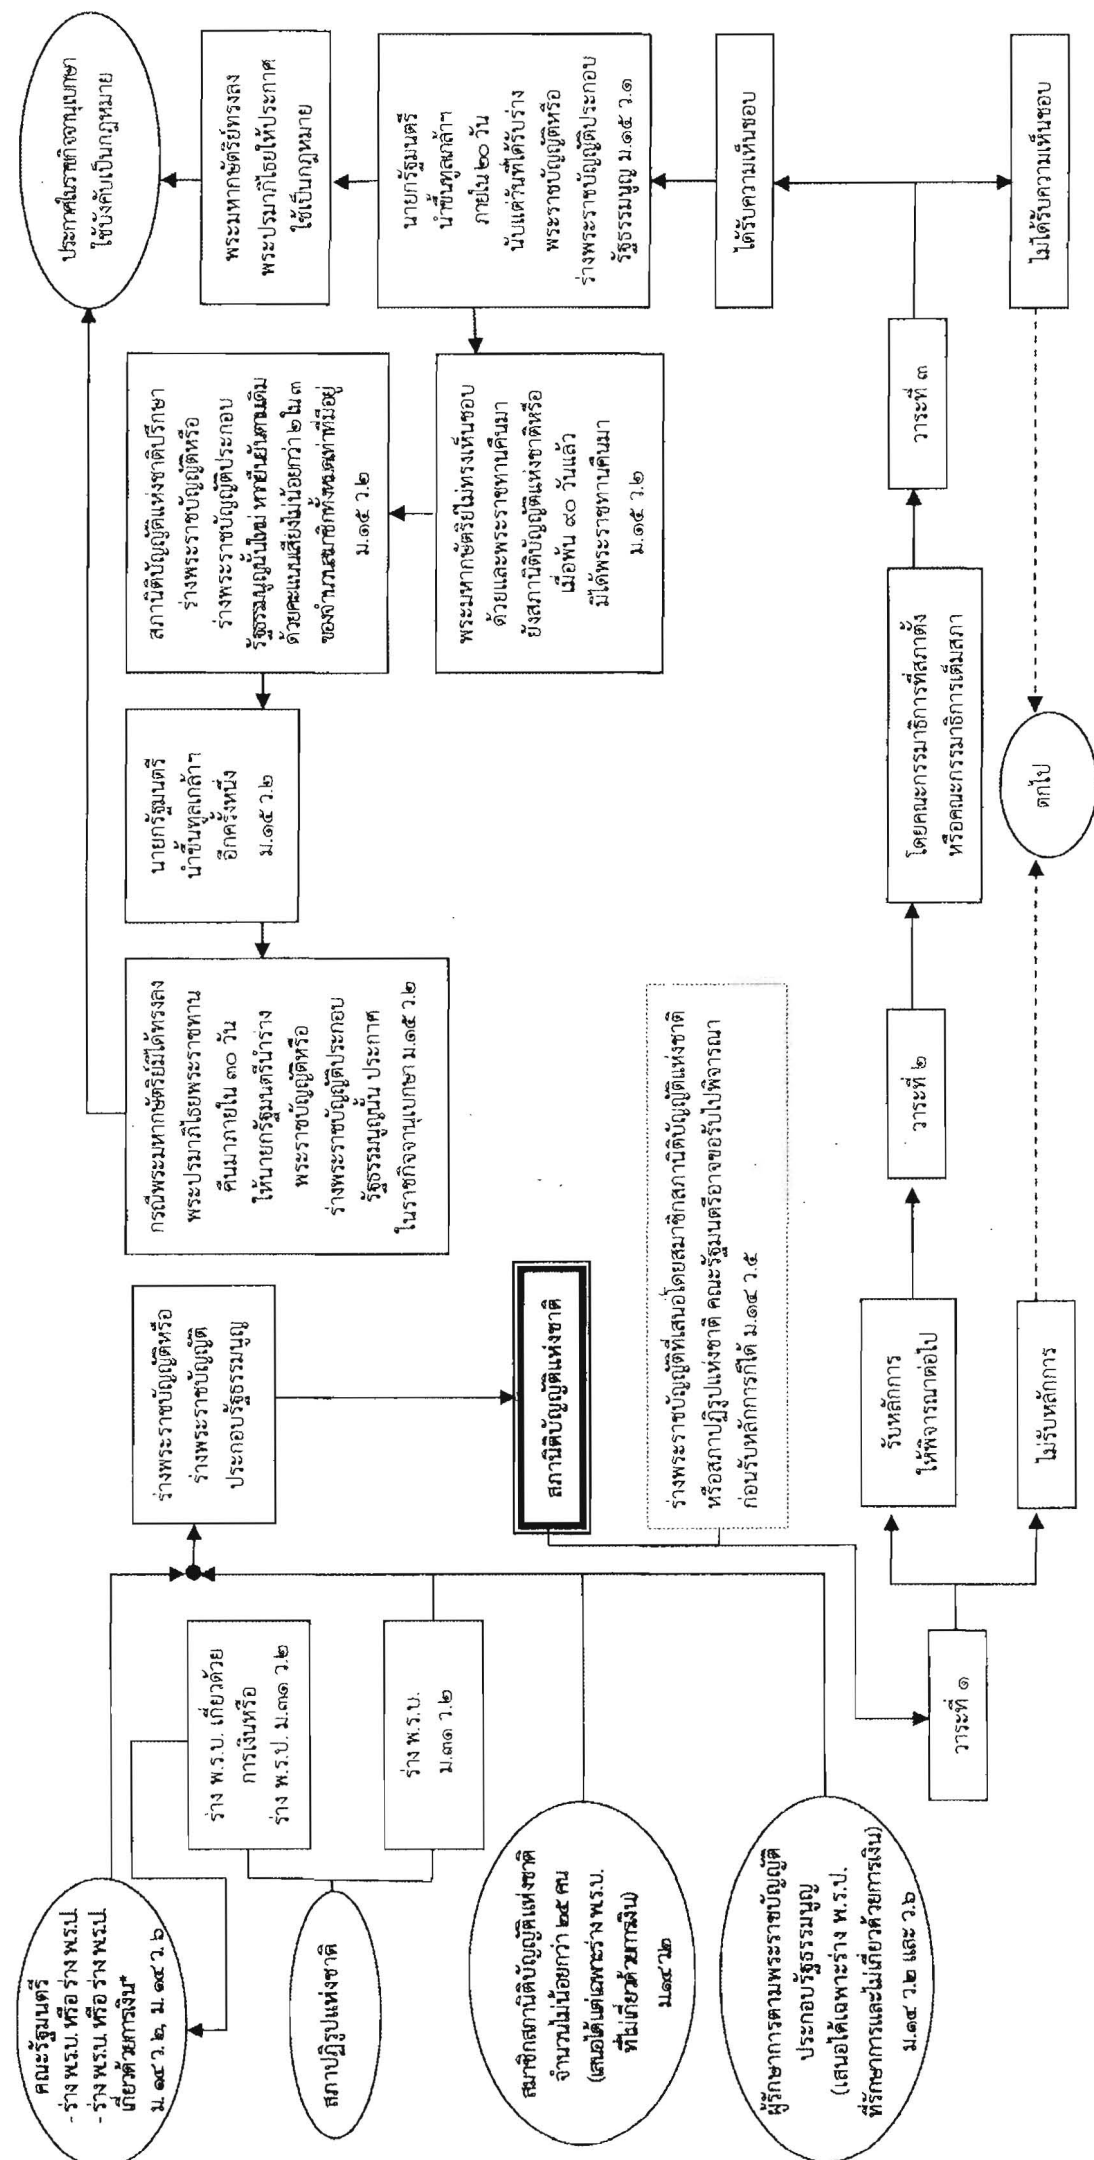 คณะรัฐมนตรี
- ร่าง พ.ร.บ. หรือ ร่าง พ.ร.ป.
- ร่าง พ.ร.บ. หรือ ร่าง พ.ร.ป.
เกี่ยวด้วยการเงิน*
ม. ๑๔ ว. ๒, ม. ๑๔ ว. ๖
สภาปฏิรูปแห่งชาติ
สมาชิกสภานิติบัญญัติแห่งชาติ
จำนวนไม่น้อยกว่า ๒๕ คน
(เสนอได้แต่เฉพาะร่าง พ.ร.บ.
ที่ไม่เกี่ยวด้วยการเงิน)
ม.๑๔ ว.๒
ผู้รักษาการตามพระราชบัญญัติ
ประกอบรัฐธรรมนูญ
(เสนอได้เฉพาะร่าง พ.ร.ป.
ที่รักษาการและไม่เกี่ยวด้วยการเงิน)
ม.๑๔ ว.๒ และ ว.๖
ร่าง พ.ร.บ. เกี่ยวด้วย
การเงินหรือ
ร่าง พ.ร.ป. ม.๓๑ ว.๒
ร่าง พ.ร.บ.
ม.๓๑ ว.๒
ร่างพระราชบัญญัติหรือ
ร่างพระราชบัญญัติ
ประกอบรัฐธรรมนูญ
สภานิติบัญญัติแห่งชาติ
ร่างพระราชบัญญัติที่เสนอโดยสมาชิกสภานิติบัญญัติแห่งชาติ
หรือสภาปฏิรูปแห่งชาติ คณะรัฐมนตรีอาจขอรับไปพิจารณา
ก่อนรับหลักการก็ได้ ม.๑๔ ว.๕
วาระที่ ๑
รับหลักการ
ให้พิจารณาต่อไป
ไม่รับหลักการ
วาระที่ ๒
โดยคณะกรรมาธิการที่สภาตั้ง
หรือคณะกรรมาธิการเต็มสภา
วาระที่ ๓
ตกไป
ได้รับความเห็นชอบ
ไม่ได้รับความเห็นชอบ
นายกรัฐมนตรี
นำขึ้นทูลเกล้าฯ
ภายใน ๒๐ วัน
นับแต่วันที่ได้รับร่าง
พระราชบัญญัติหรือ
ร่างพระราชบัญญัติประกอบ
รัฐธรรมนูญ ม.๑๕ ว.๑
พระมหากษัตริย์ทรงลง
พระปรมาภิไธยให้ประกาศ
ใช้เป็นกฎหมาย
ประกาศในราชกิจจานุเบกษา
ใช้บังคับเป็นกฎหมาย
พระมหากษัตริย์ไม่ทรงเห็นชอบ
ด้วยและพระราชทานคืนมา
ยังสภานิติบัญญัติแห่งชาติหรือ
เมื่อพ้น ๙๐ วันแล้ว
มิได้พระราชทานคืนมา
ม.๑๕ ว.๒
สภานิติบัญญัติแห่งชาติปรึกษา
ร่างพระราชบัญญัติหรือ
ร่างพระราชบัญญัติประกอบ
รัฐธรรมนูญนั้นใหม่ หากยืนยันตามเดิม
ด้วยคะแนนเสียงไม่น้อยกว่า ๒ ใน ๓
ของจำนวนสมาชิกทั้งหมดเท่าที่มีอยู่
ม.๑๕ ว.๒
นายกรัฐมนตรี
นำขึ้นทูลเกล้าฯ
อีกครั้งหนึ่ง
ม.๑๕ ว.๒
กรณีพระมหากษัตริย์มิได้ทรงลง
พระปรมาภิไธยพระราชทาน
คืนมาภายใน ๓๐ วัน
ให้นายกรัฐมนตรีนำร่าง
พระราชบัญญัติหรือ
ร่างพระราชบัญญัติประกอบ
รัฐธรรมนูญนั้น ประกาศ
ในราชกิจจานุเบกษา ม.๑๕ ว.๒